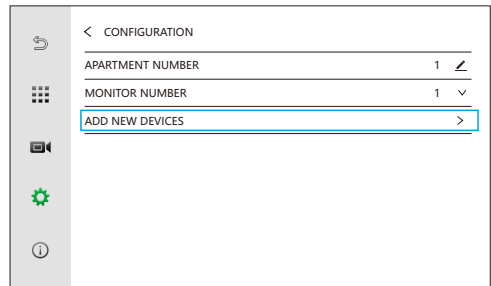 CONFIGURATION
APARTMENT NUMBER 1
MONITOR NUMBER 1
ADD NEW DEVICES